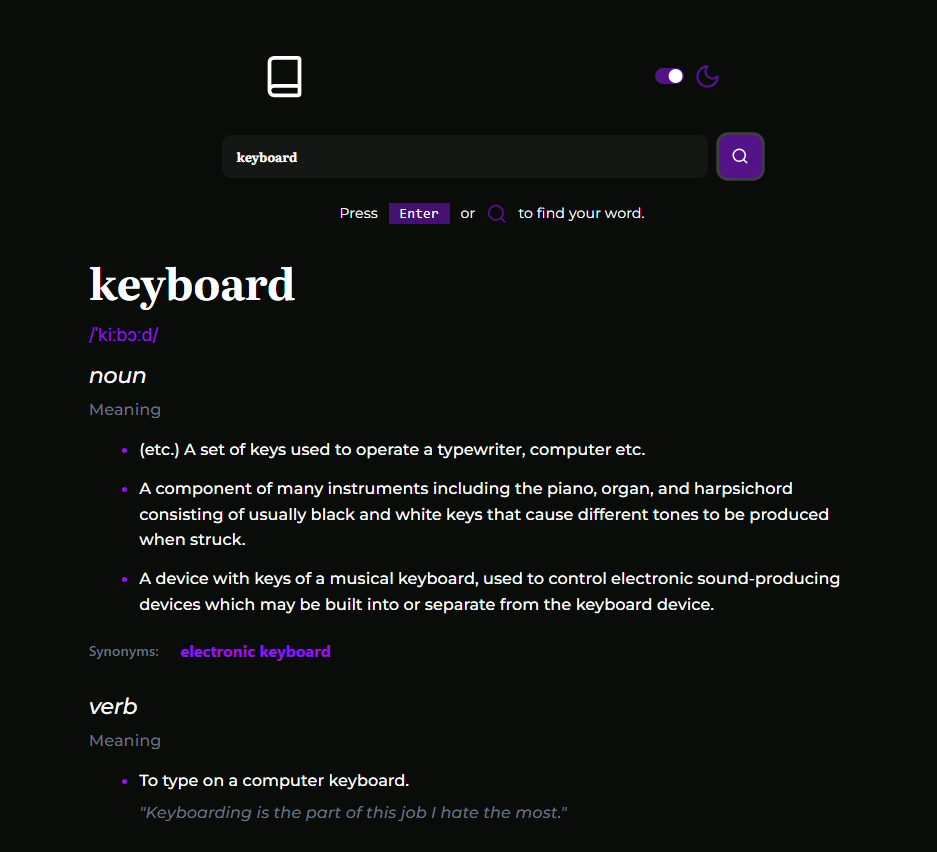 keyboard
Press Enter or to find your word.
keyboard
/ˈkiːbɔːd/
noun
Meaning
(etc.) A set of keys used to operate a typewriter, computer etc.
A component of many instruments including the piano, organ, and harpsichord
consisting of usually black and white keys that cause different tones to be produced
when struck.
A device with keys of a musical keyboard, used to control electronic sound-producing
devices which may be built into or separate from the keyboard device.
Synonyms: electronic keyboard
verb
Meaning
To type on a computer keyboard.
"Keyboarding is the part of this job I hate the most."